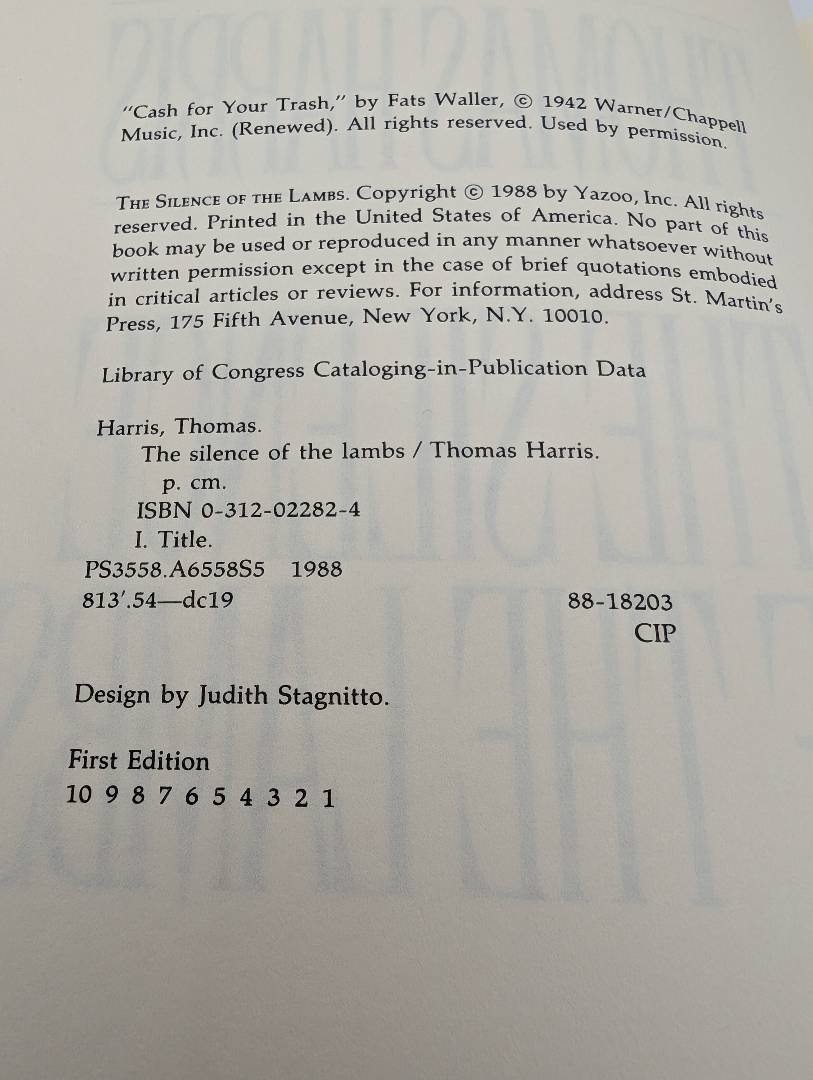 “Cash for Your Trash,” by Fats Waller, © 1942 Warner/Chappell
Music, Inc. (Renewed). All rights reserved. Used by permission.
THE SILENCE OF THE LAMBS. Copyright © 1988 by Yazoo, Inc. All rights
reserved. Printed in the United States of America. No part of this
book may be used or reproduced in any manner whatsoever without
written permission except in the case of brief quotations embodied
in critical articles or reviews. For information, address St. Martin’s
Press, 175 Fifth Avenue, New York, N.Y. 10010.
Library of Congress Cataloging-in-Publication Data
Harris, Thomas.
The silence of the lambs / Thomas Harris.
p. cm.
ISBN 0-312-02282-4
I. Title.
PS3558.A6558S5 1988
813′.54—dc19 88-18203
CIP
Design by Judith Stagnitto.
First Edition
10 9 8 7 6 5 4 3 2 1